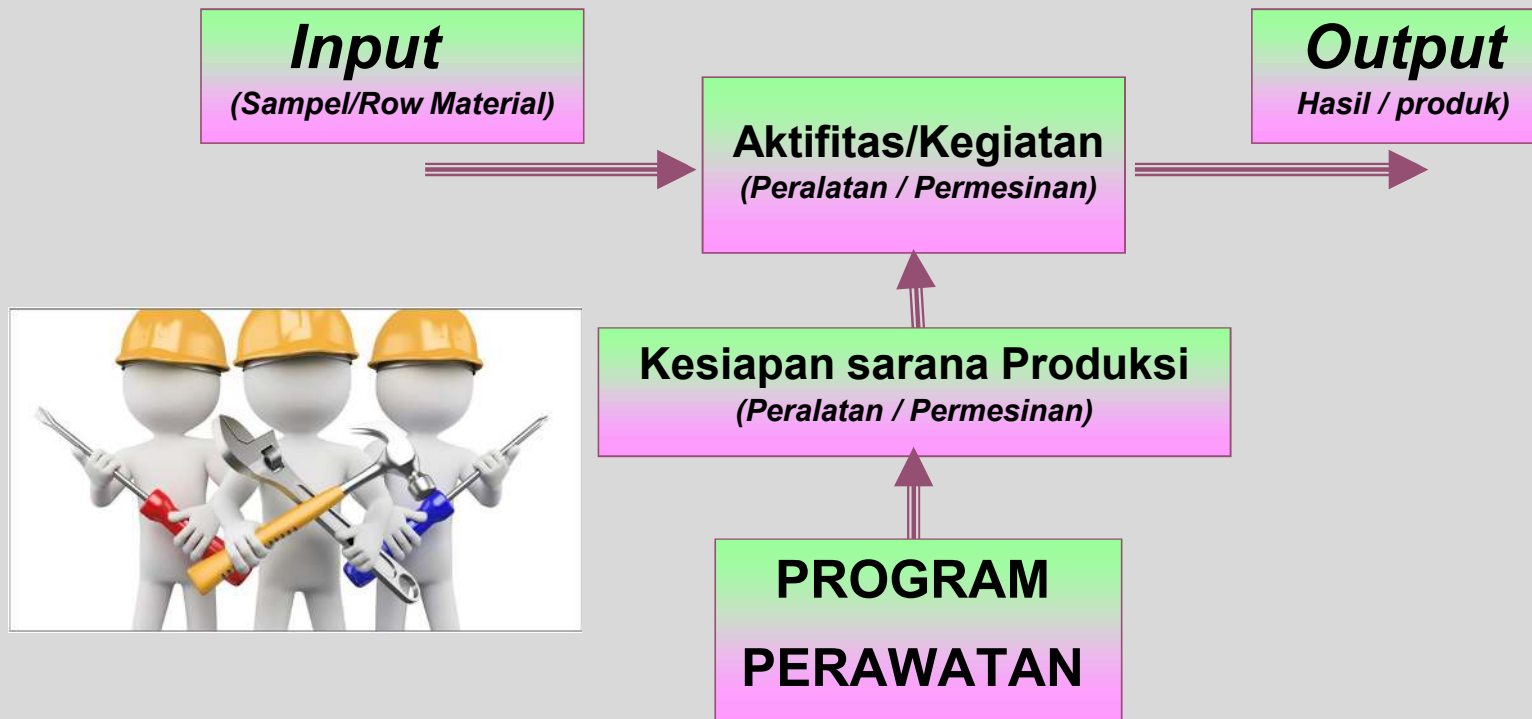 Input
(Sampel/Row Material)
Output
Hasil / produk)
Aktifitas/Kegiatan
(Peralatan / Permesinan)
Kesiapan sarana Produksi
(Peralatan / Permesinan)
PROGRAM
PERAWATAN